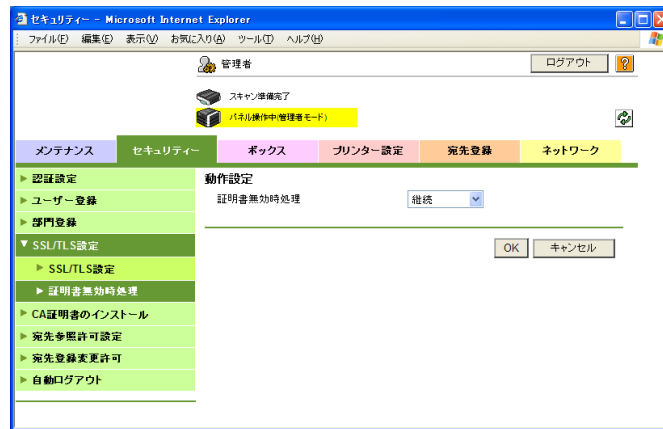 セキュリティー - Microsoft Internet Explorer
ファイル(F) 編集(E) 表示(V) お気に入り(A) ツール(T) ヘルプ(H)
管理者
ログアウト
?
スキャン準備完了
パネル操作中(管理者モード)
メンテナンス セキュリティー ボックス プリンター設定 宛先登録 ネットワーク
認証設定
ユーザー登録
部門登録
SSL/TLS設定
SSL/TLS設定
証明書無効時処理
CA証明書のインストール
宛先参照許可設定
宛先登録変更許可
自動ログアウト
動作設定
証明書無効時処理 継続
OK キャンセル